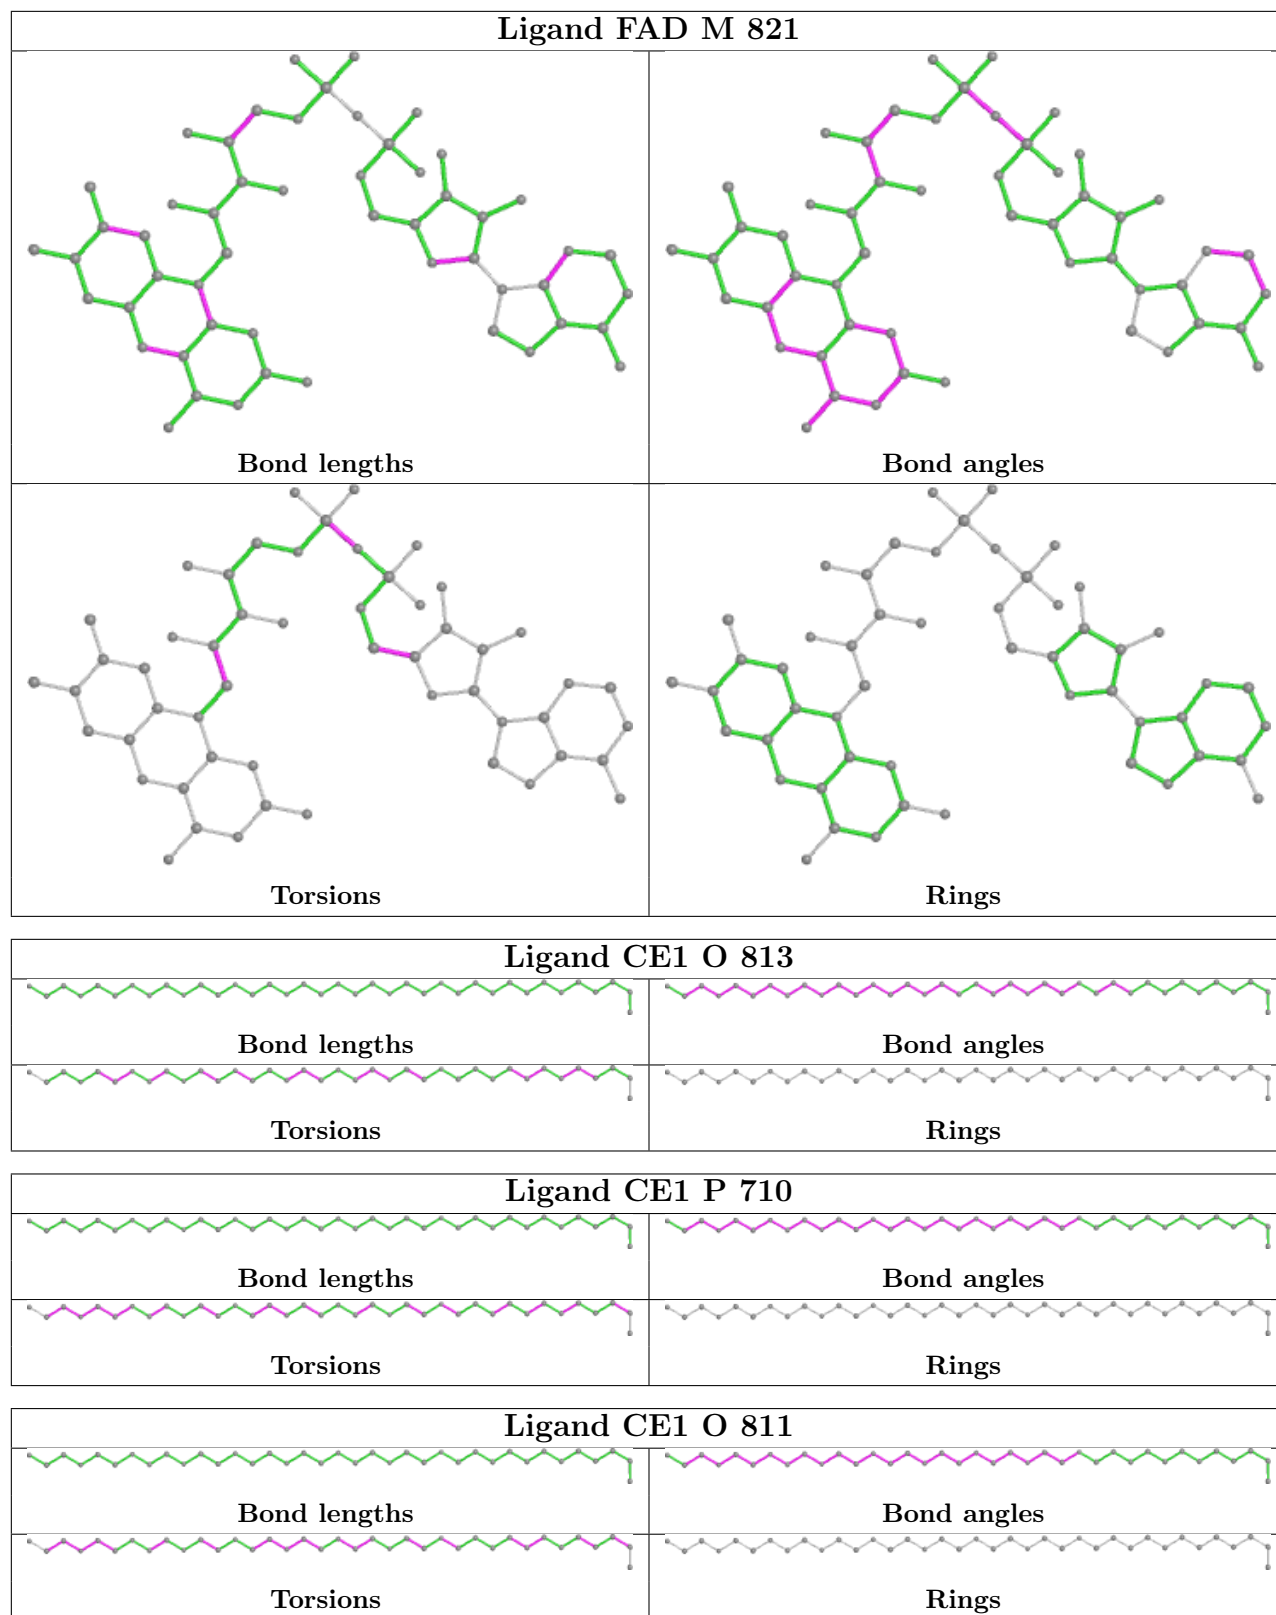 Ligand FAD M 821
Bond lengths
Bond angles
Torsions
Rings
Ligand CE1 O 813
Bond lengths
Bond angles
Torsions
Rings
Ligand CE1 P 710
Bond lengths
Bond angles
Torsions
Rings
Ligand CE1 O 811
Bond lengths
Bond angles
Torsions
Rings